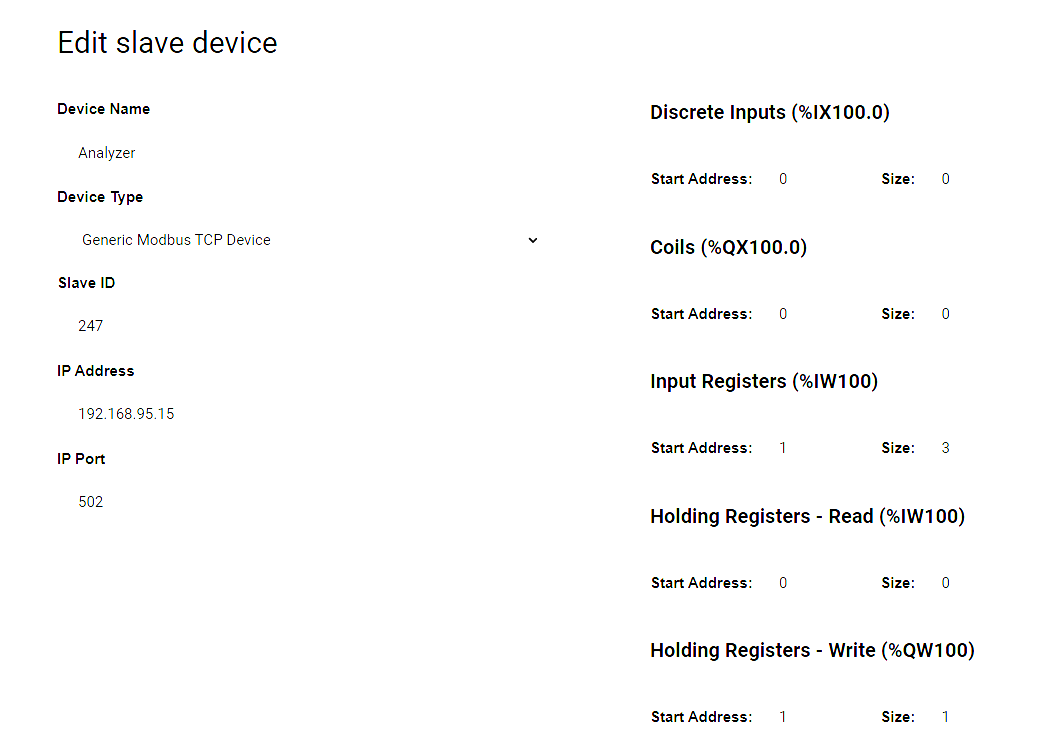 Edit slave device
Device Name
Analyzer
Device Type
Generic Modbus TCP Device
Slave ID
247
IP Address
192.168.95.15
IP Port
502
Discrete Inputs (%IX100.0)
Start Address: 0 Size: 0
Coils (%QX100.0)
Start Address: 0 Size: 0
Input Registers (%IW100)
Start Address: 1 Size: 3
Holding Registers - Read (%IW100)
Start Address: 0 Size: 0
Holding Registers - Write (%QW100)
Start Address: 1 Size: 1